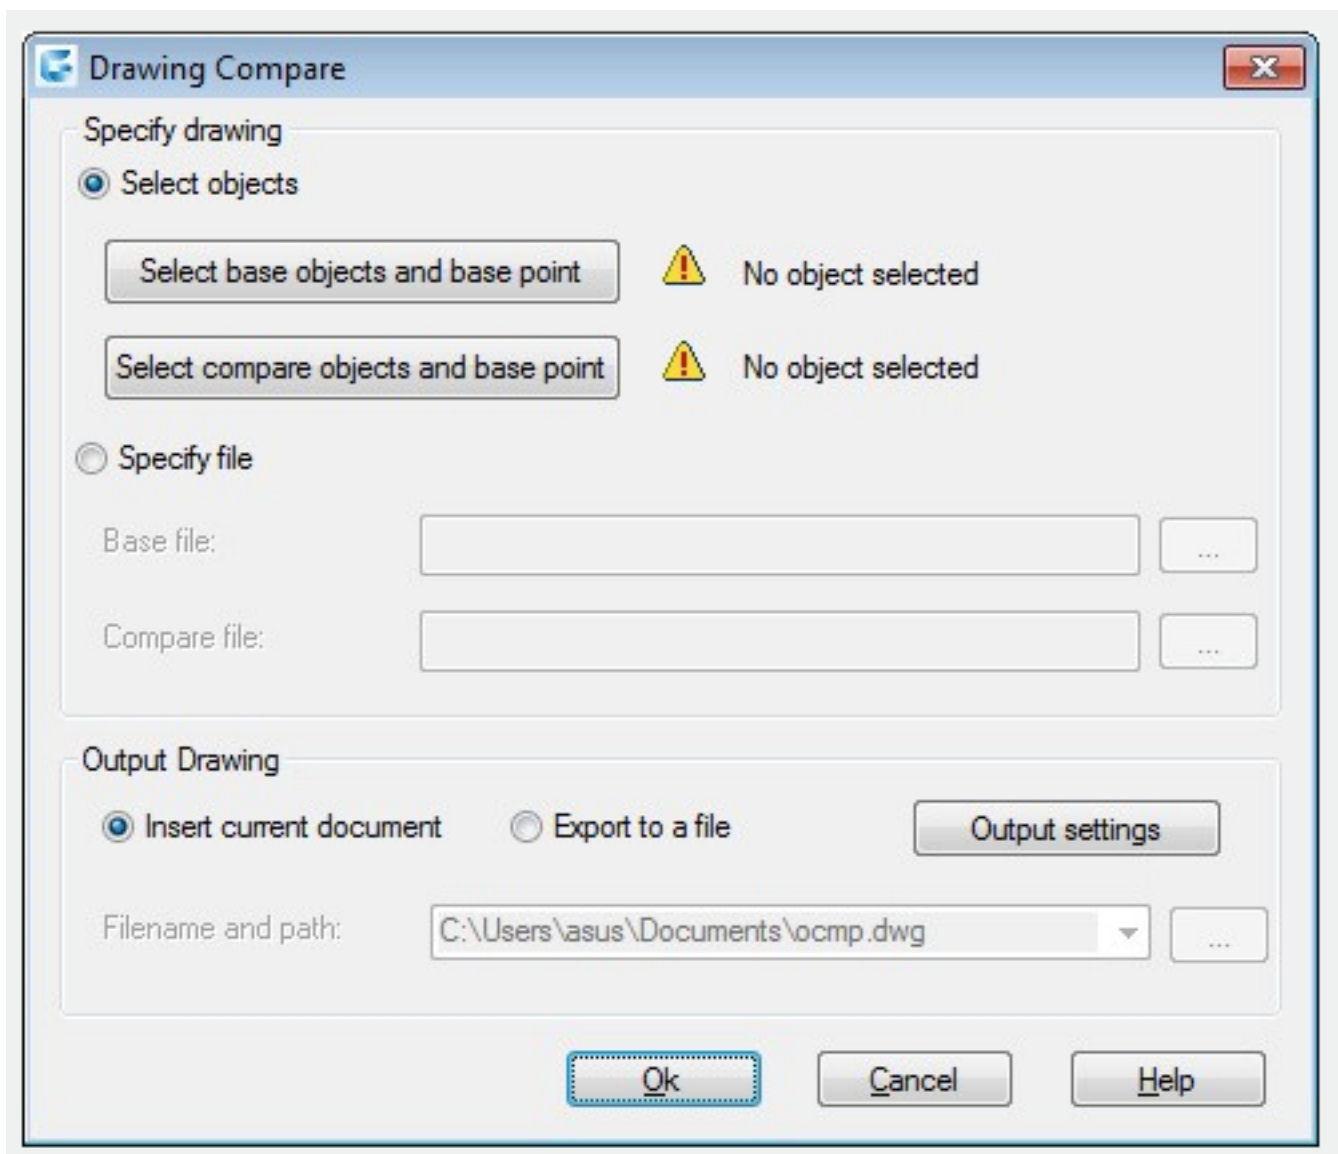 Drawing Compare
Specify drawing
Select objects
Select base objects and base point No object selected
Select compare objects and base point No object selected
Specify file
Base file: ...
Compare file: ...
Output Drawing
Insert current document Export to a file Output settings
Filename and path: C:\Users\asus\Documents\ocmp.dwg ...
Ok Cancel Help